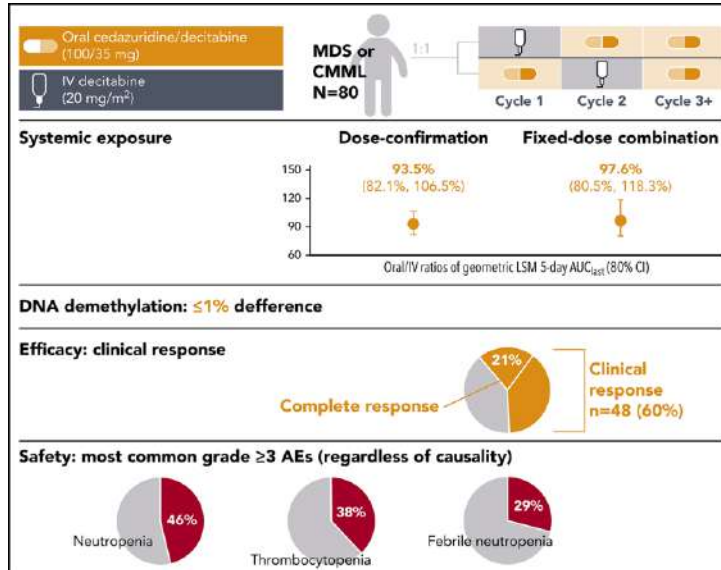 Oral cedazuridine/decitabine
(100/35 mg)
IV decitabine
(20 mg/m²)
MDS or
CMML
N=80
1:1
Cycle 1
Cycle 2
Cycle 3+
Systemic exposure
Dose-confirmation
Fixed-dose combination
150
120
90
60
93.5%
(82.1%, 106.5%)
97.6%
(80.5%, 118.3%)
Oral/IV ratios of geometric LSM 5-day AUClast (80% CI)
DNA demethylation: ≤1% defference
Efficacy: clinical response
21%
Complete response
Clinical
response
n=48 (60%)
Safety: most common grade ≥3 AEs (regardless of causality)
46%
Neutropenia
38%
Thrombocytopenia
29%
Febrile neutropenia